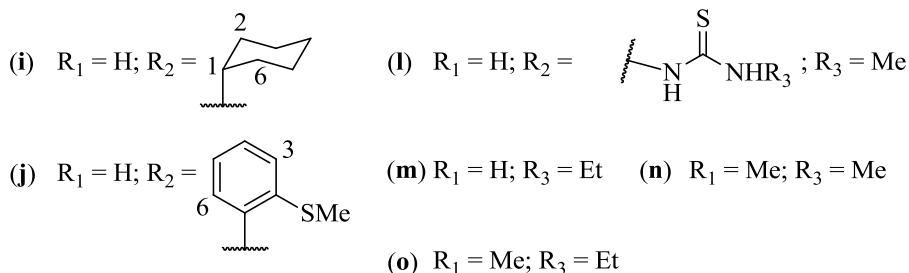 (i) R1 = H; R2 =
2
1
6
(l) R1 = H; R2 =
S
N
H
NHR3
; R3 = Me
(j) R1 = H; R2 =
3
6
SMe
(m) R1 = H; R3 = Et
(n) R1 = Me; R3 = Me
(o) R1 = Me; R3 = Et